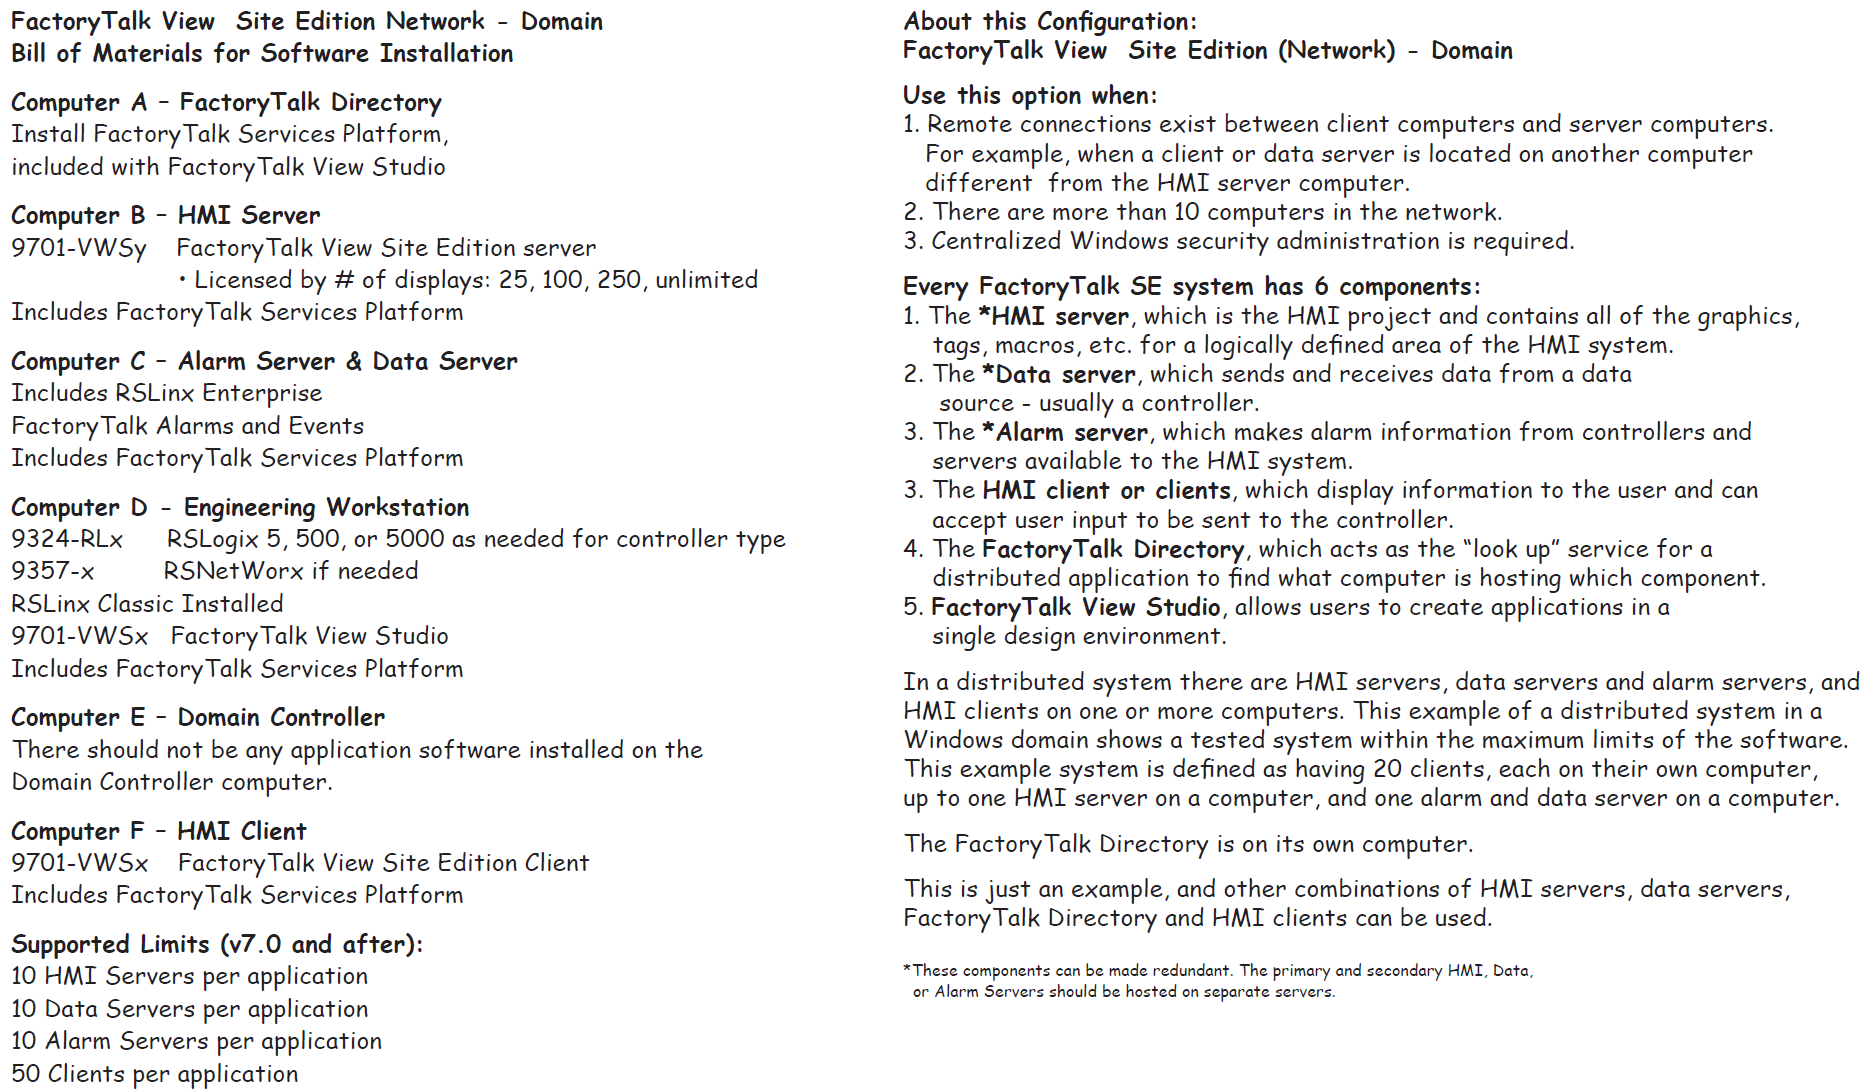 FactoryTalk View Site Edition Network - Domain
Bill of Materials for Software Installation
Computer A – FactoryTalk Directory
Install FactoryTalk Services Platform,
included with FactoryTalk View Studio
Computer B – HMI Server
9701-VWSy FactoryTalk View Site Edition server
• Licensed by # of displays: 25, 100, 250, unlimited
Includes FactoryTalk Services Platform
Computer C – Alarm Server & Data Server
Includes RSLinx Enterprise
FactoryTalk Alarms and Events
Includes FactoryTalk Services Platform
Computer D - Engineering Workstation
9324-RLx RSLogix 5, 500, or 5000 as needed for controller type
9357-x RSNetWorx if needed
RSLinx Classic Installed
9701-VWSx FactoryTalk View Studio
Includes FactoryTalk Services Platform
Computer E – Domain Controller
There should not be any application software installed on the
Domain Controller computer.
Computer F – HMI Client
9701-VWSx FactoryTalk View Site Edition Client
Includes FactoryTalk Services Platform
Supported Limits (v7.0 and after):
10 HMI Servers per application
10 Data Servers per application
10 Alarm Servers per application
50 Clients per application
About this Configuration:
FactoryTalk View Site Edition (Network) - Domain
Use this option when:
1. Remote connections exist between client computers and server computers.
For example, when a client or data server is located on another computer
different from the HMI server computer.
2. There are more than 10 computers in the network.
3. Centralized Windows security administration is required.
Every FactoryTalk SE system has 6 components:
1. The *HMI server, which is the HMI project and contains all of the graphics,
tags, macros, etc. for a logically defined area of the HMI system.
2. The *Data server, which sends and receives data from a data
source - usually a controller.
3. The *Alarm server, which makes alarm information from controllers and
servers available to the HMI system.
3. The HMI client or clients, which display information to the user and can
accept user input to be sent to the controller.
4. The FactoryTalk Directory, which acts as the “look up” service for a
distributed application to find what computer is hosting which component.
5. FactoryTalk View Studio, allows users to create applications in a
single design environment.
In a distributed system there are HMI servers, data servers and alarm servers, and
HMI clients on one or more computers. This example of a distributed system in a
Windows domain shows a tested system within the maximum limits of the software.
This example system is defined as having 20 clients, each on their own computer,
up to one HMI server on a computer, and one alarm and data server on a computer.
The FactoryTalk Directory is on its own computer.
This is just an example, and other combinations of HMI servers, data servers,
FactoryTalk Directory and HMI clients can be used.
*These components can be made redundant. The primary and secondary HMI, Data,
or Alarm Servers should be hosted on separate servers.